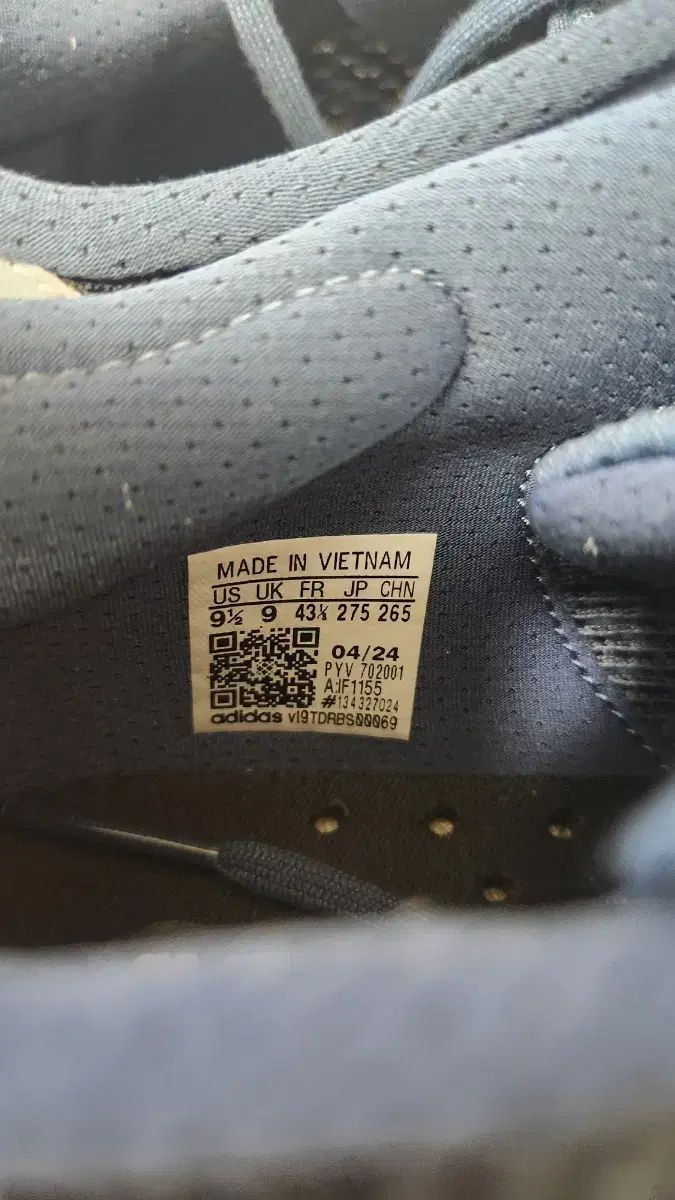 MADE IN VIETNAM
US UK FR JP CHN
9½ 9 43⅓ 275 265
04/24
PYV 702001
A:IF1155
#134327024
adidas v19TDRBS00069